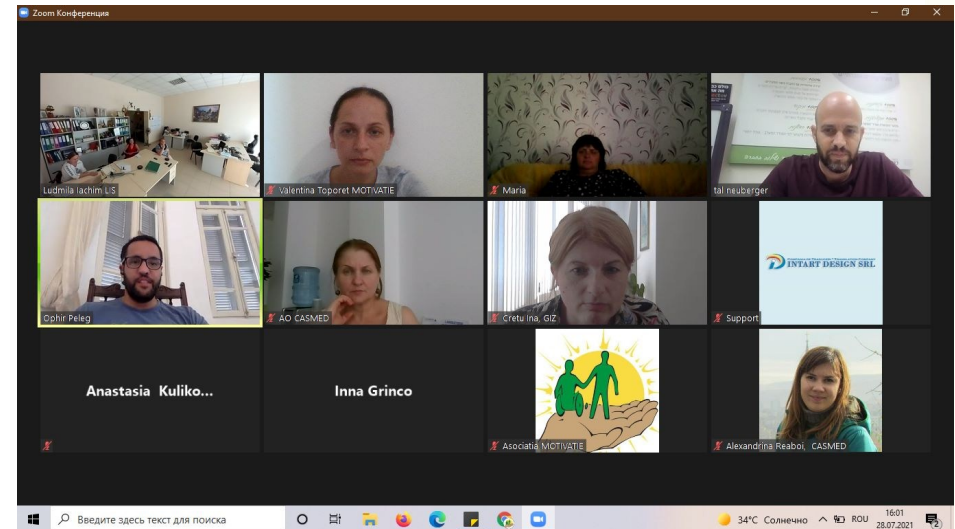 Zoom Конференция
Ludmila Iachim LIS
Valentina Toporet MOTIVATIE
Maria
tal neuberger
Ophir Peleg
AO CASMED
Cretu Ina, GIZ
INTART DESIGN SRL
Support
Anastasia Kuliko...
Inna Grinco
Asociatia MOTIVATIE
Alexandrina Reaboi, CASMED
Введите здесь текст для поиска
34°C Солнечно
ROU
16:01
28.07.2021
2